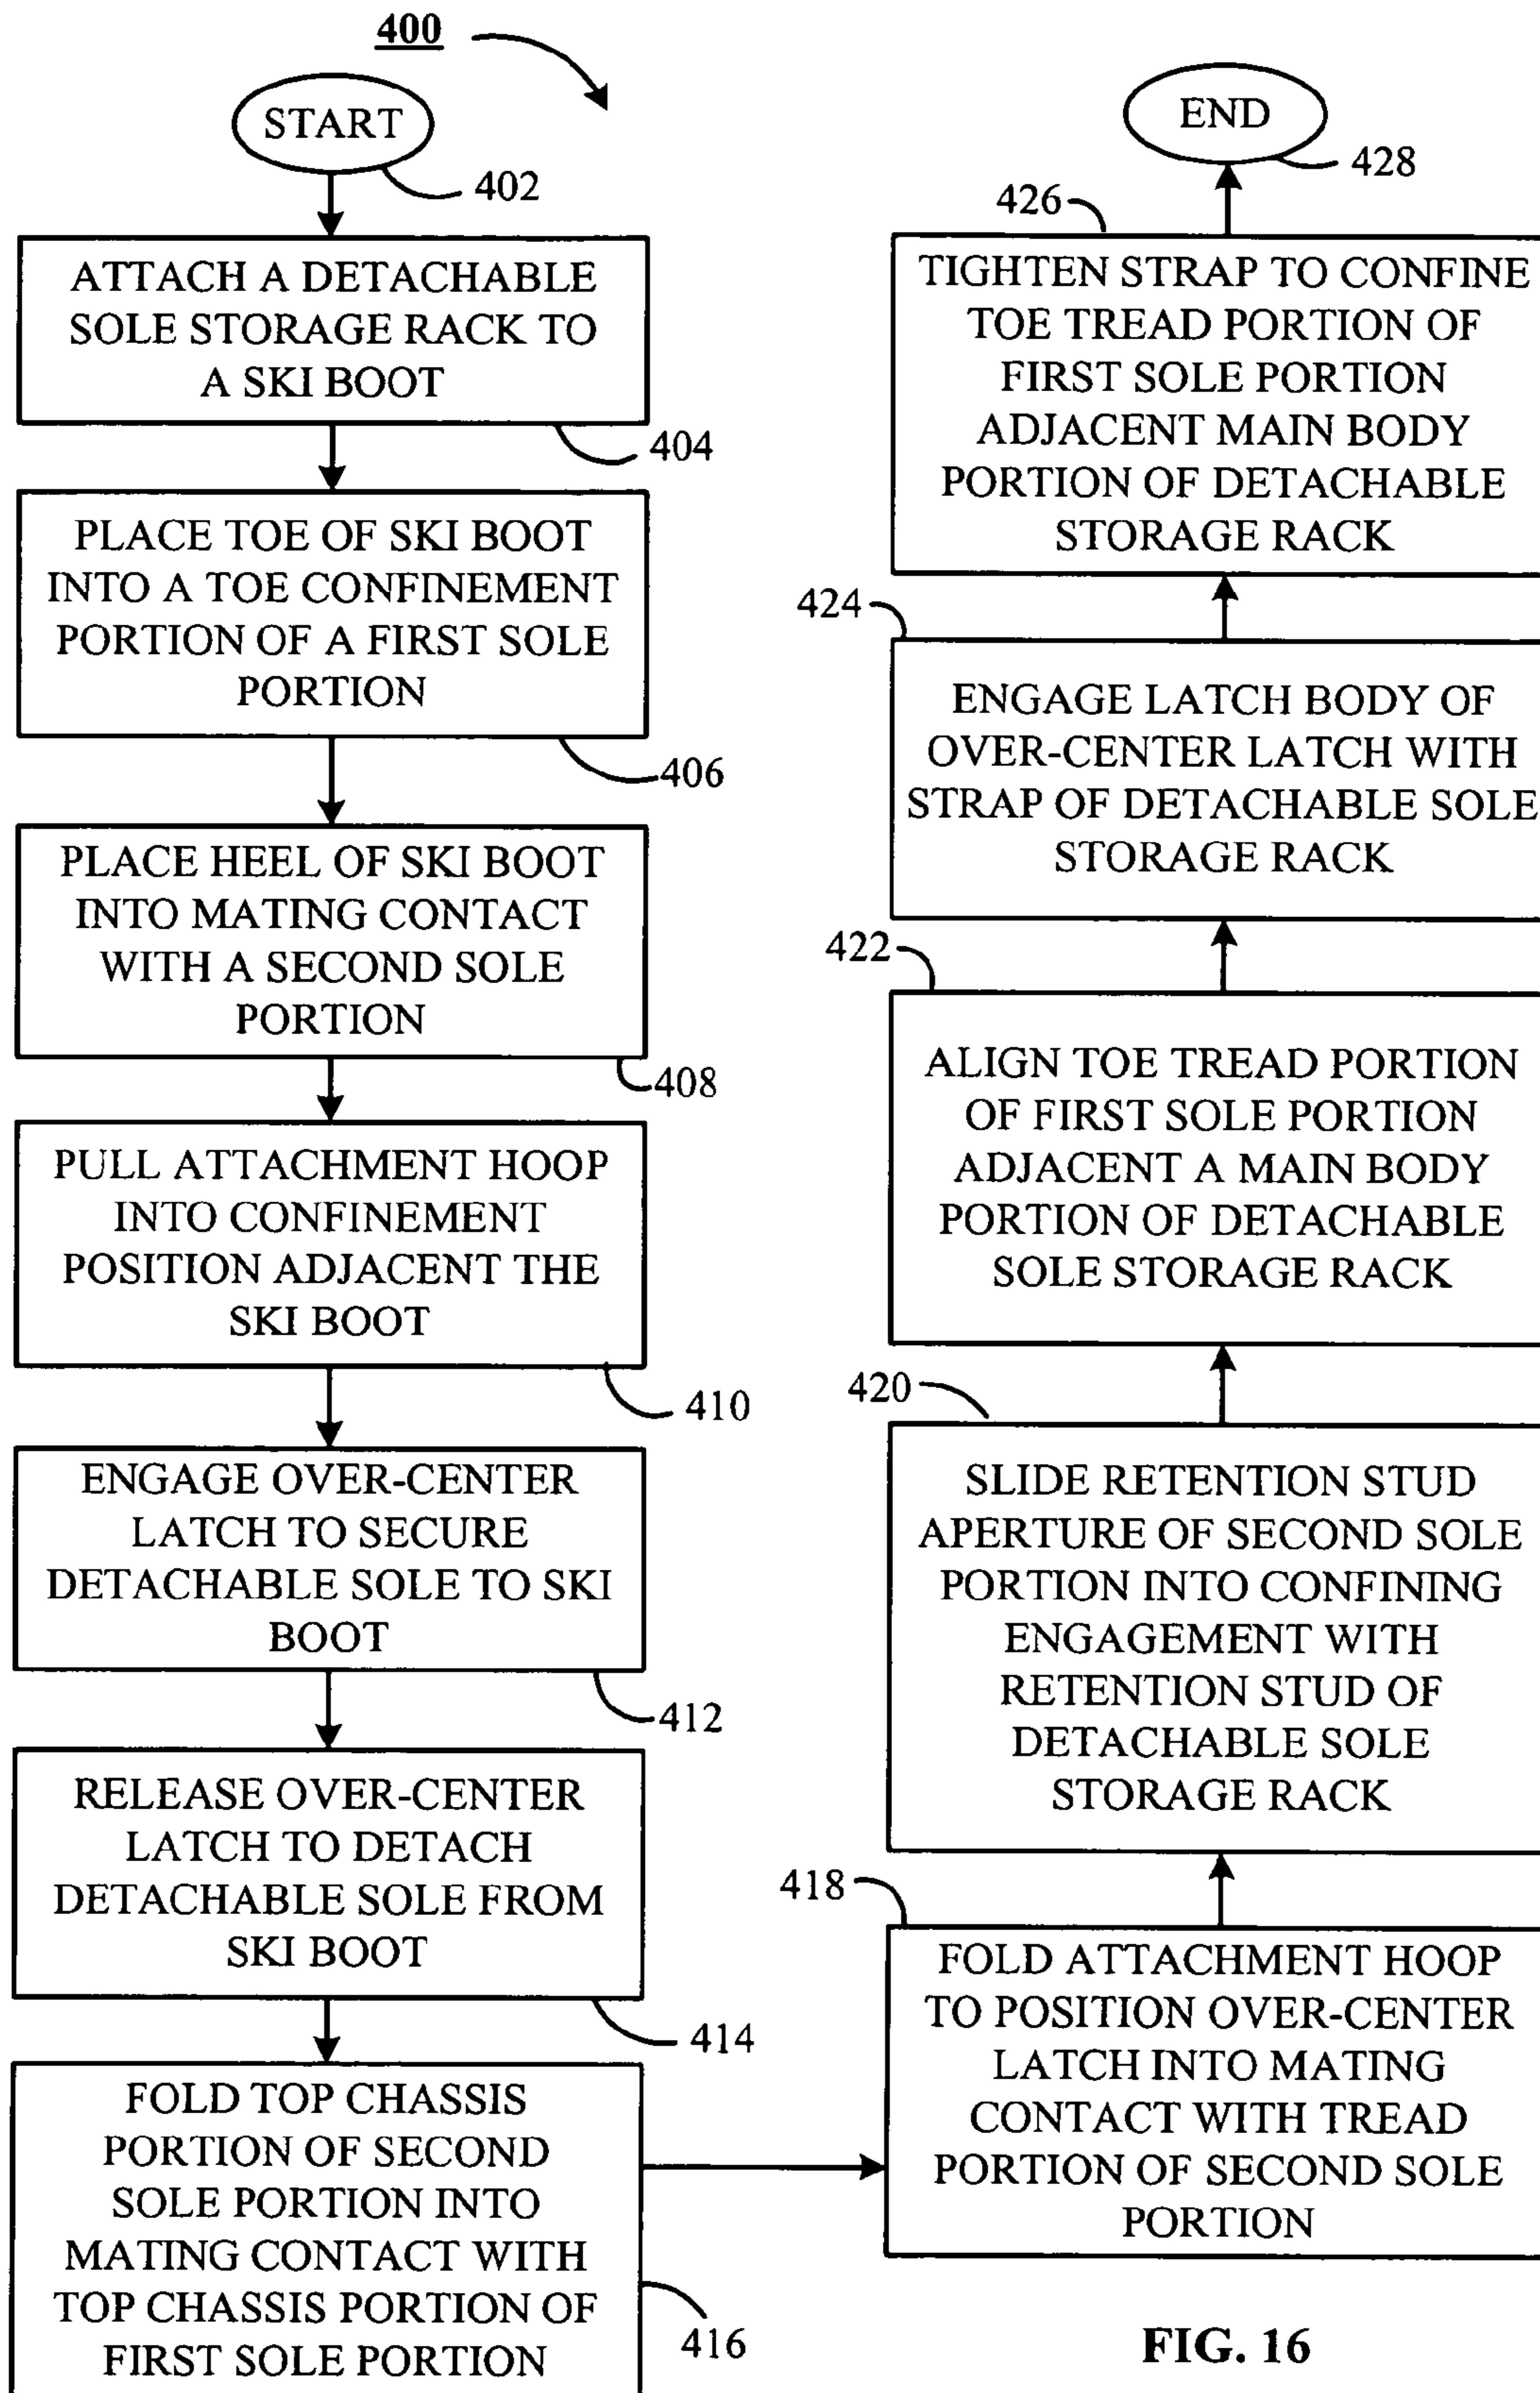 400
START
402
ATTACH A DETACHABLE
SOLE STORAGE RACK TO
A SKI BOOT
404
PLACE TOE OF SKI BOOT
INTO A TOE CONFINEMENT
PORTION OF A FIRST SOLE
PORTION
406
PLACE HEEL OF SKI BOOT
INTO MATING CONTACT
WITH A SECOND SOLE
PORTION
408
PULL ATTACHMENT HOOP
INTO CONFINEMENT
POSITION ADJACENT THE
SKI BOOT
410
ENGAGE OVER-CENTER
LATCH TO SECURE
DETACHABLE SOLE TO SKI
BOOT
412
RELEASE OVER-CENTER
LATCH TO DETACH
DETACHABLE SOLE FROM
SKI BOOT
414
FOLD TOP CHASSIS
PORTION OF SECOND
SOLE PORTION INTO
MATING CONTACT WITH
TOP CHASSIS PORTION OF
FIRST SOLE PORTION
416
418
FOLD ATTACHMENT HOOP
TO POSITION OVER-CENTER
LATCH INTO MATING
CONTACT WITH TREAD
PORTION OF SECOND SOLE
PORTION
420
SLIDE RETENTION STUD
APERTURE OF SECOND SOLE
PORTION INTO CONFINING
ENGAGEMENT WITH
RETENTION STUD OF
DETACHABLE SOLE
STORAGE RACK
422
ALIGN TOE TREAD PORTION
OF FIRST SOLE PORTION
ADJACENT A MAIN BODY
PORTION OF DETACHABLE
SOLE STORAGE RACK
424
ENGAGE LATCH BODY OF
OVER-CENTER LATCH WITH
STRAP OF DETACHABLE SOLE
STORAGE RACK
426
TIGHTEN STRAP TO CONFINE
TOE TREAD PORTION OF
FIRST SOLE PORTION
ADJACENT MAIN BODY
PORTION OF DETACHABLE
STORAGE RACK
END
428
FIG. 16